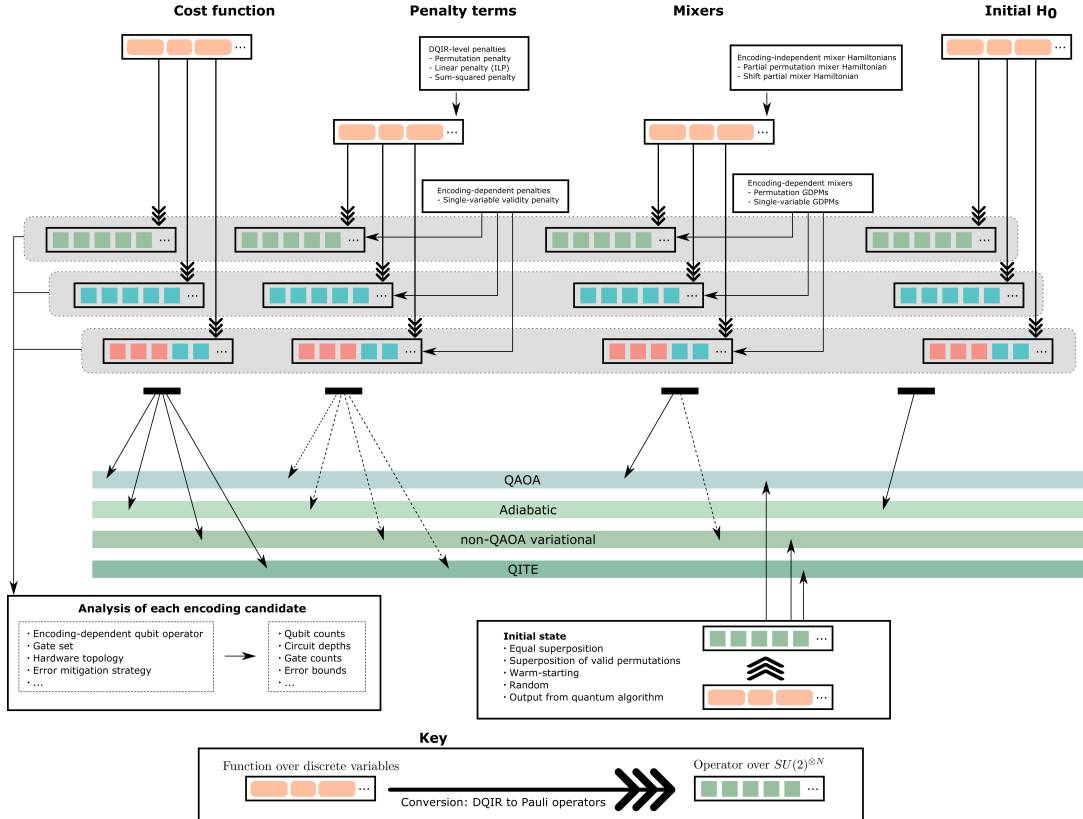 Cost function
Penalty terms
Mixers
Initial H0
...
...
DQIR-level penalties
- Permutation penalty
- Linear penalty (ILP)
- Sum-squared penalty
Encoding-independent mixer Hamiltonians
- Partial permutation mixer Hamiltonian
- Shift partial mixer Hamiltonian
...
...
Encoding-dependent penalties
- Single-variable validity penalty
Encoding-dependent mixers
- Permutation GDPMs
- Single-variable GDPMs
...
...
...
...
...
...
...
...
...
...
...
...
QAOA
Adiabatic
non-QAOA variational
QITE
Analysis of each encoding candidate
· Encoding-dependent qubit operator
· Gate set
· Hardware topology
· Error mitigation strategy
· ...
· Qubit counts
· Circuit depths
· Gate counts
· Error bounds
· ...
Initial state
· Equal superposition
· Superposition of valid permutations
· Warm-starting
· Random
· Output from quantum algorithm
...
...
Key
Function over discrete variables
...
Conversion: DQIR to Pauli operators
Operator over SU(2)⊗N
...